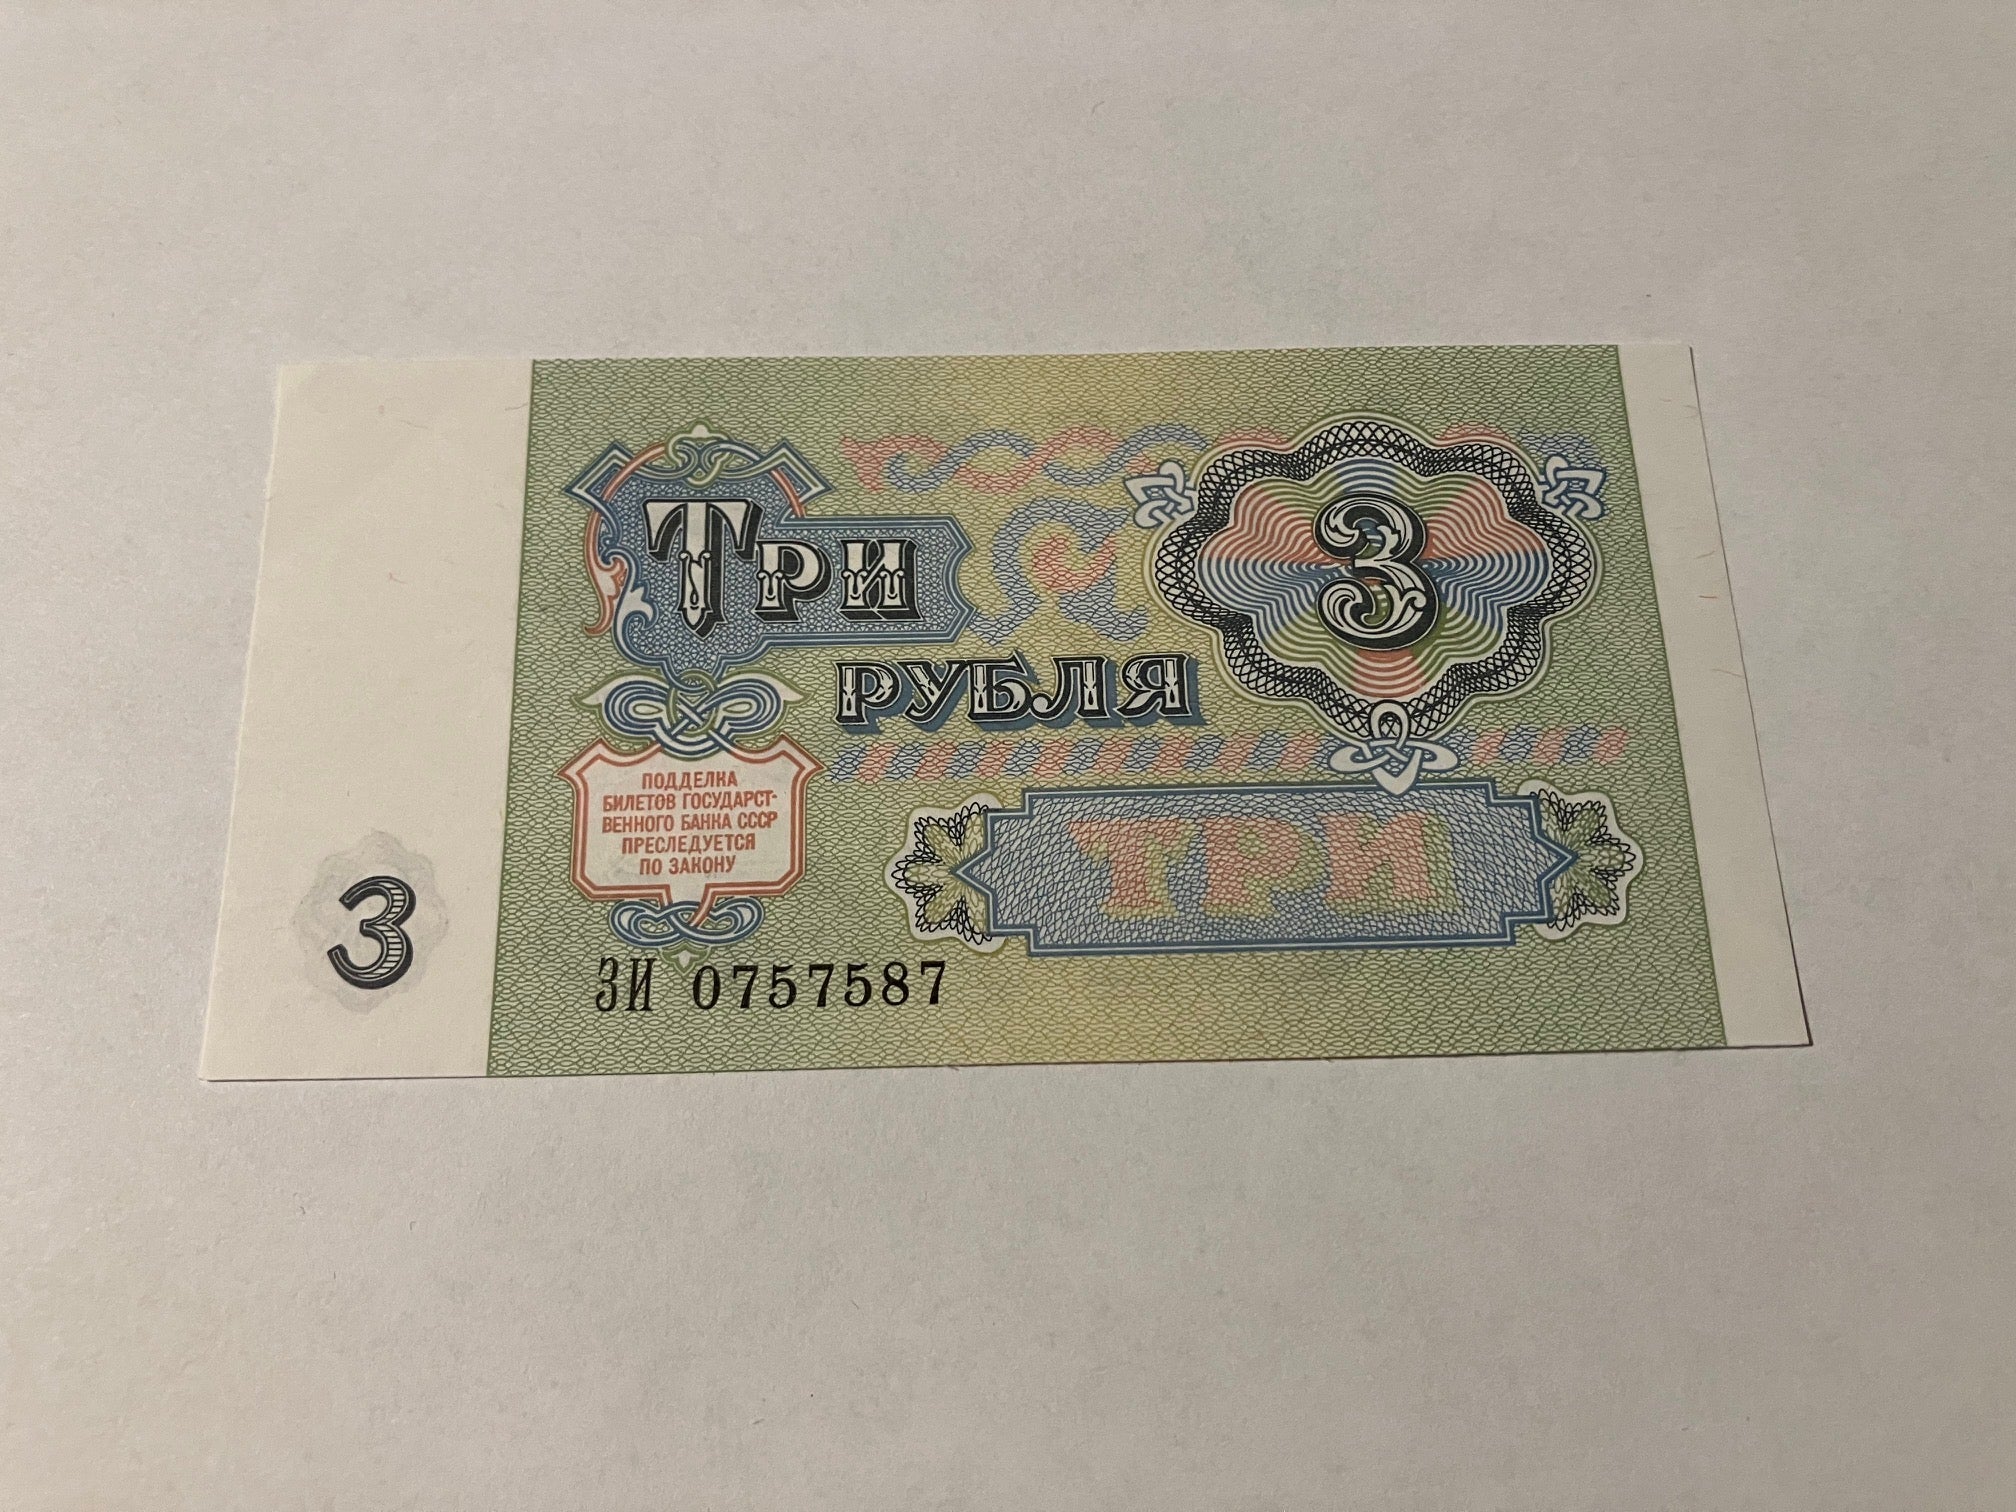 Три
3
РУБЛЯ
ПОДДЕЛКА
БИЛЕТОВ ГОСУДАРСТ-
ВЕННОГО БАНКА СССР
ПРЕСЛЕДУЕТСЯ
ПО ЗАКОНУ
ТРИ
3
ЗИ 0757587